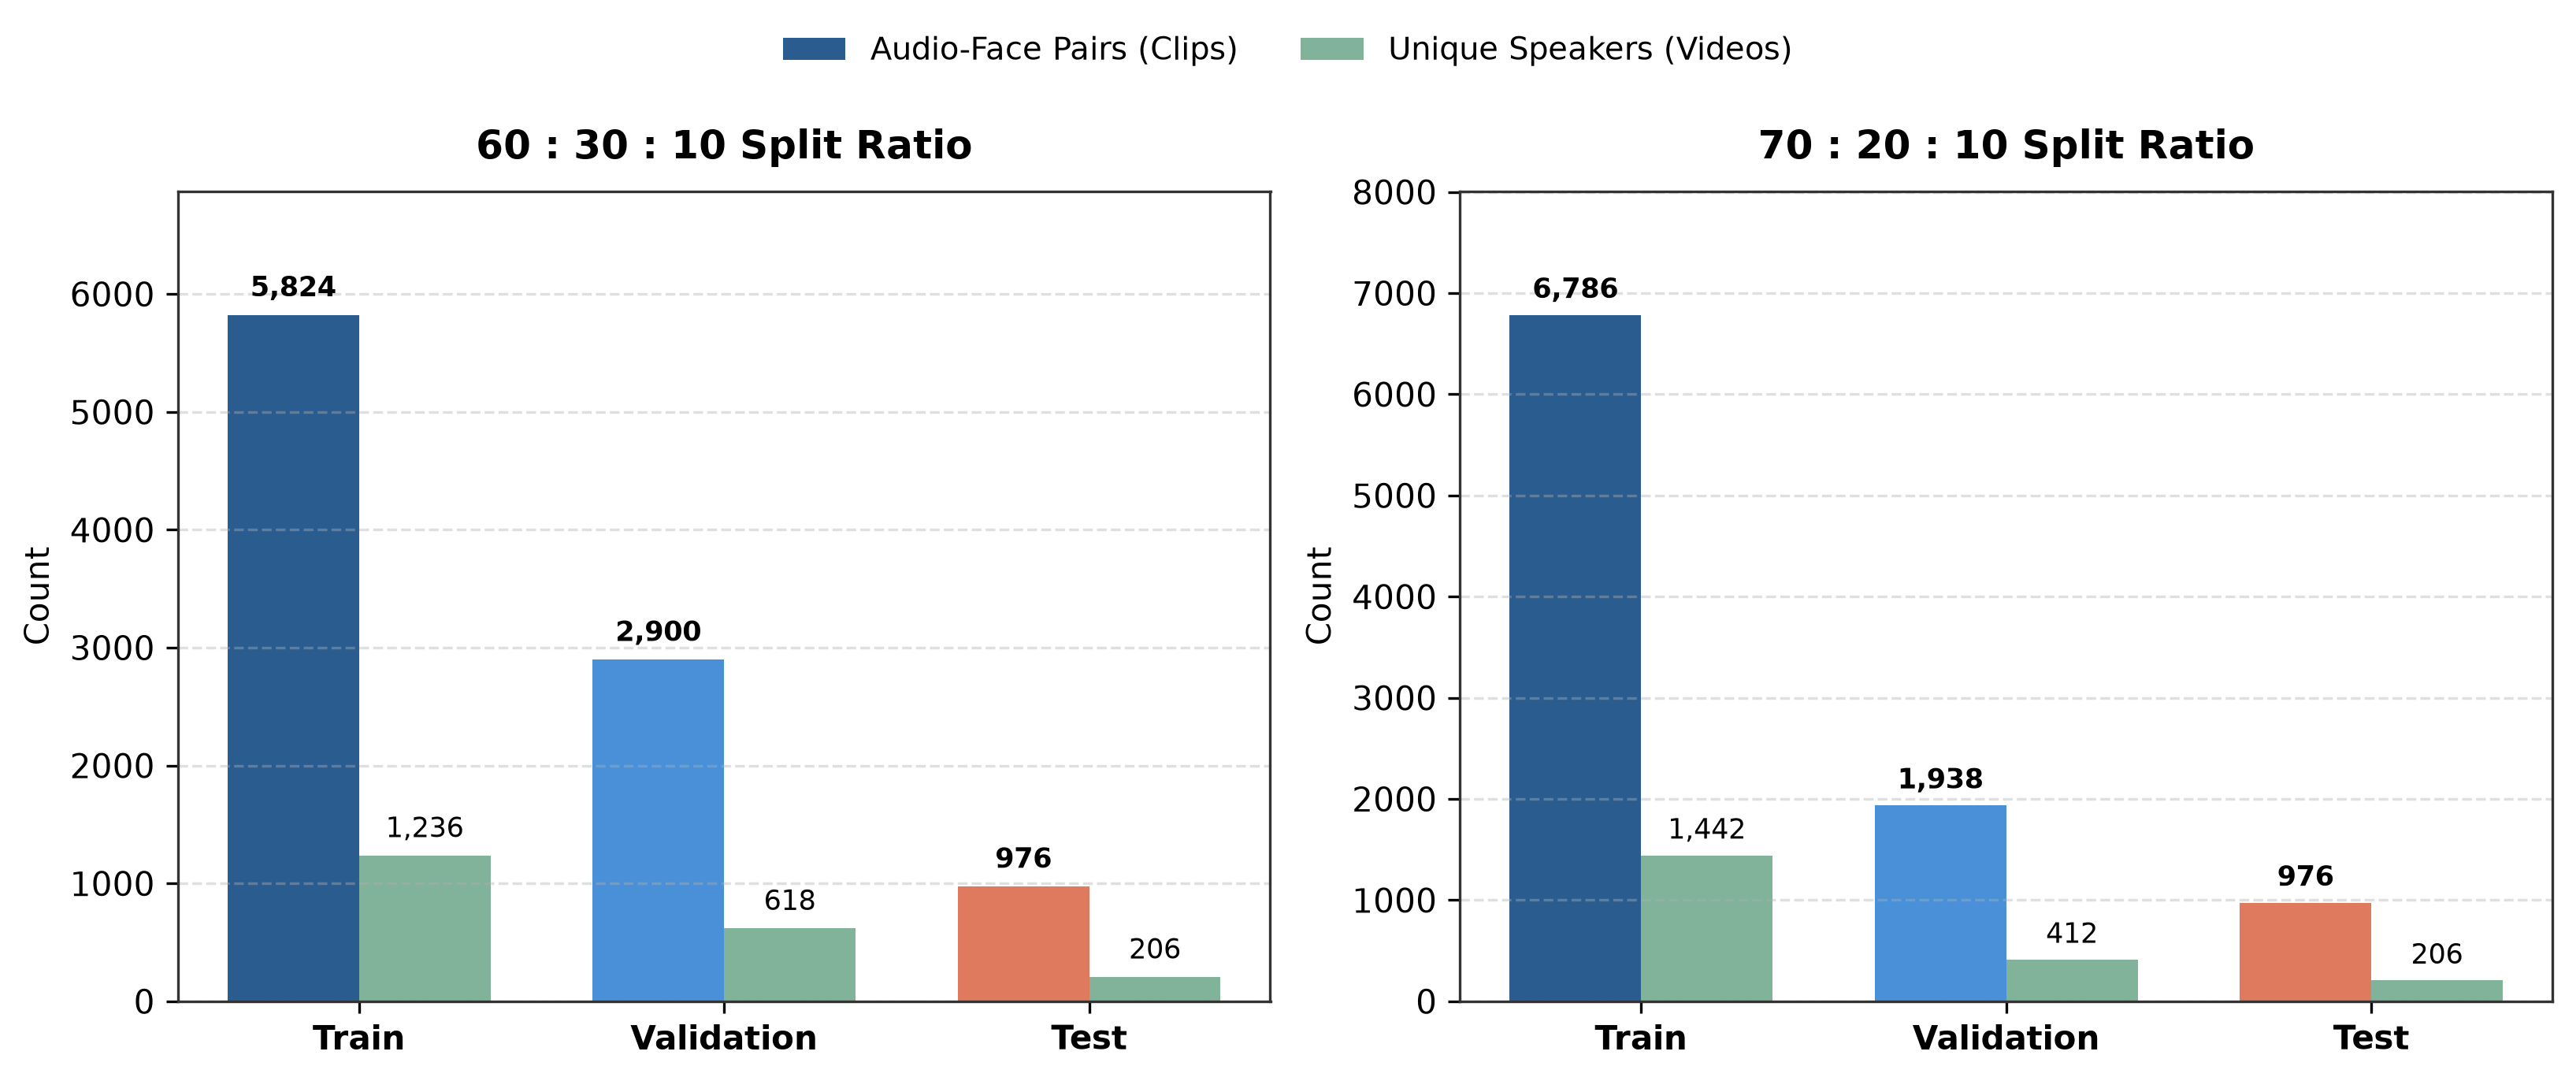 Audio-Face Pairs (Clips)
Unique Speakers (Videos)
60 : 30 : 10 Split Ratio
Count
6000
5000
4000
3000
2000
1000
0
5,824
1,236
2,900
618
976
206
Train
Validation
Test
70 : 20 : 10 Split Ratio
Count
8000
7000
6000
5000
4000
3000
2000
1000
0
6,786
1,442
1,938
412
976
206
Train
Validation
Test